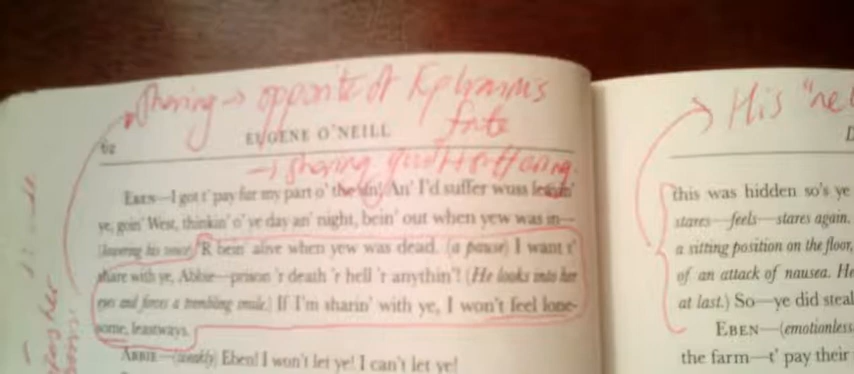 sharing → opposite of Ephraim's
fate
EUGENE O'NEILL
→ sharing guilt + suffering.
EBEN—I got t' pay fur my part o' the sin! An' I'd suffer wuss leavin'
ye, goin' West, thinkin' o' ye day an' night, bein' out when yew was in—
(lowering his voice) 'R bein' alive when yew was dead. (a pause) I want t'
share with ye, Abbie—prison 'r death 'r hell 'r anythin'! (He looks into her
eyes and forces a trembling smile.) If I'm sharin' with ye, I won't feel lone-
some, leastways.
ABBIE—(weakly) Eben! I won't let ye! I can't let ye!
His "
this was hidden so's ye
stares—feels—stares again.
a sitting position on the floor,
of an attack of nausea. He
at last.) So—ye did steal
EBEN—(emotionless
the farm—t' pay their